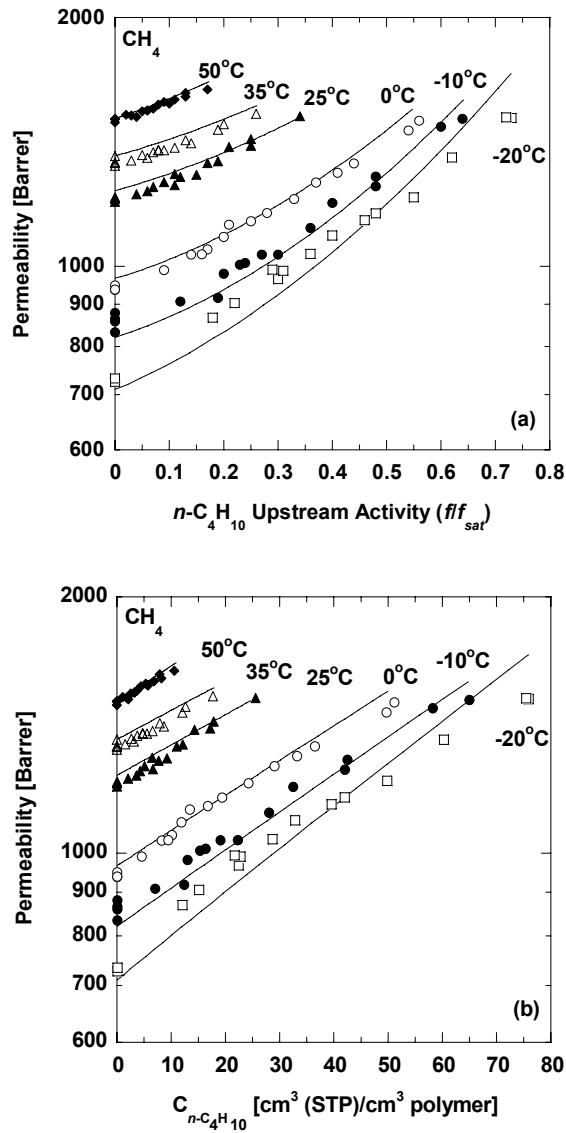 2000
CH4
50°C
35°C
25°C
0°C
-10°C
-20°C
Permeability [Barrer]
1000
900
800
700
600
(a)
0 0.1 0.2 0.3 0.4 0.5 0.6 0.7 0.8
n-C4H10 Upstream Activity (f/fsat)
2000
CH4
50°C
35°C
25°C
0°C
-10°C
-20°C
Permeability [Barrer]
1000
900
800
700
600
(b)
0 10 20 30 40 50 60 70 80
Cn-C4H10 [cm³ (STP)/cm³ polymer]